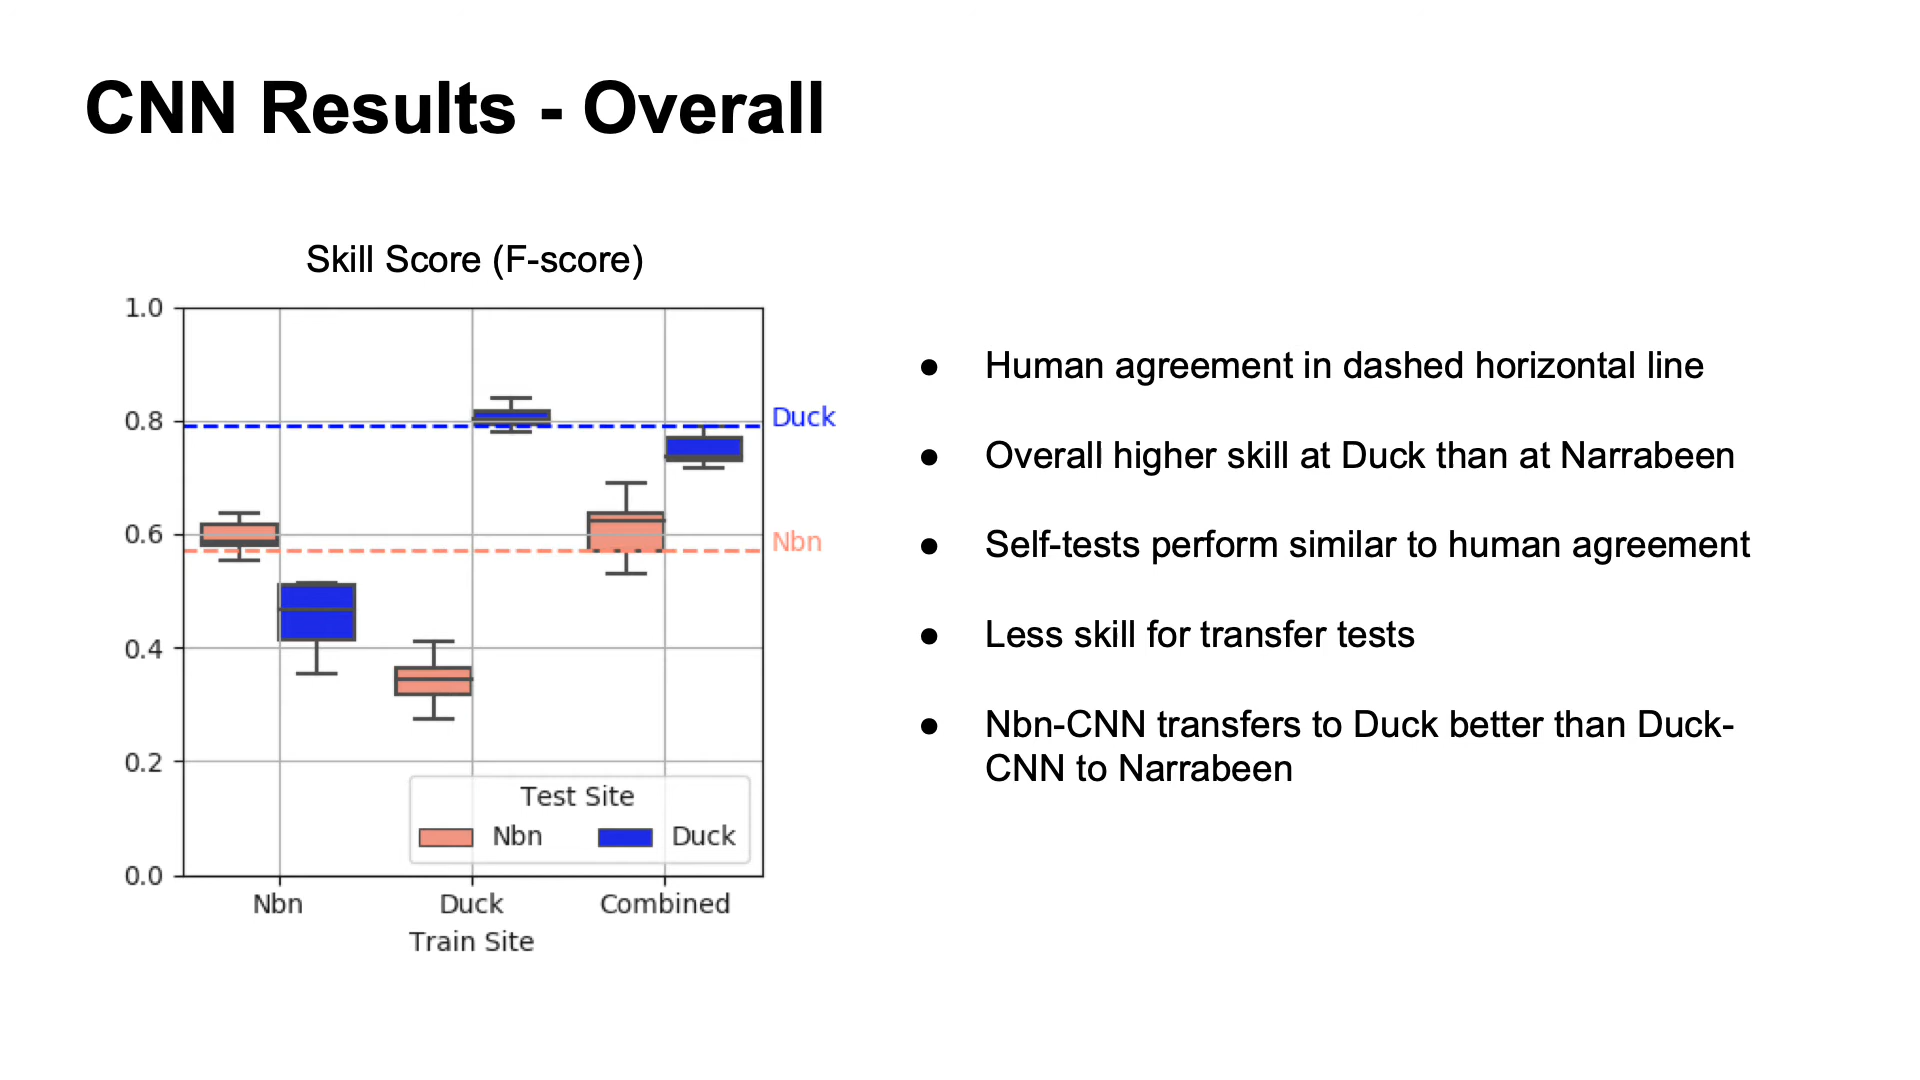 CNN Results - Overall
Skill Score (F-score)
1.0
0.8
0.6
0.4
0.2
0.0
Duck
Nbn
Test Site
Nbn
Duck
Nbn
Duck
Combined
Train Site
● Human agreement in dashed horizontal line
● Overall higher skill at Duck than at Narrabeen
● Self-tests perform similar to human agreement
● Less skill for transfer tests
● Nbn-CNN transfers to Duck better than Duck-
CNN to Narrabeen